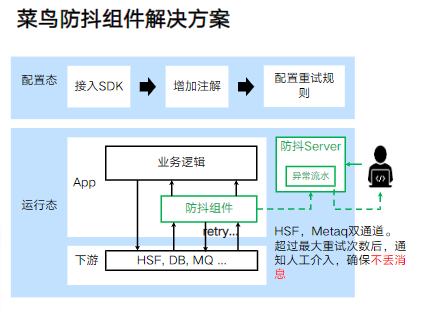 菜鸟防抖组件解决方案
配置态
接入SDK
增加注解
配置重试规
则
运行态
App
业务逻辑
防抖组件
retry...
下游
HSF, DB, MQ ...
防抖Server
异常流水
HSF，Metaq双通道。
超过最大重试次数后，通
知人工介入，确保不丢消
息